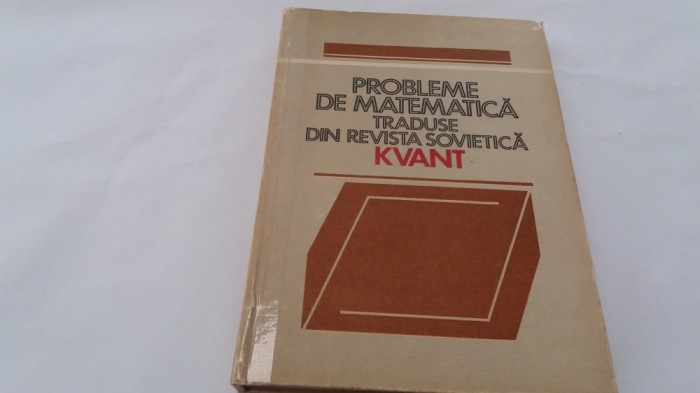 PROBLEME
DE MATEMATICĂ
TRADUSE
DIN REVISTA SOVIETICĂ
KVANT